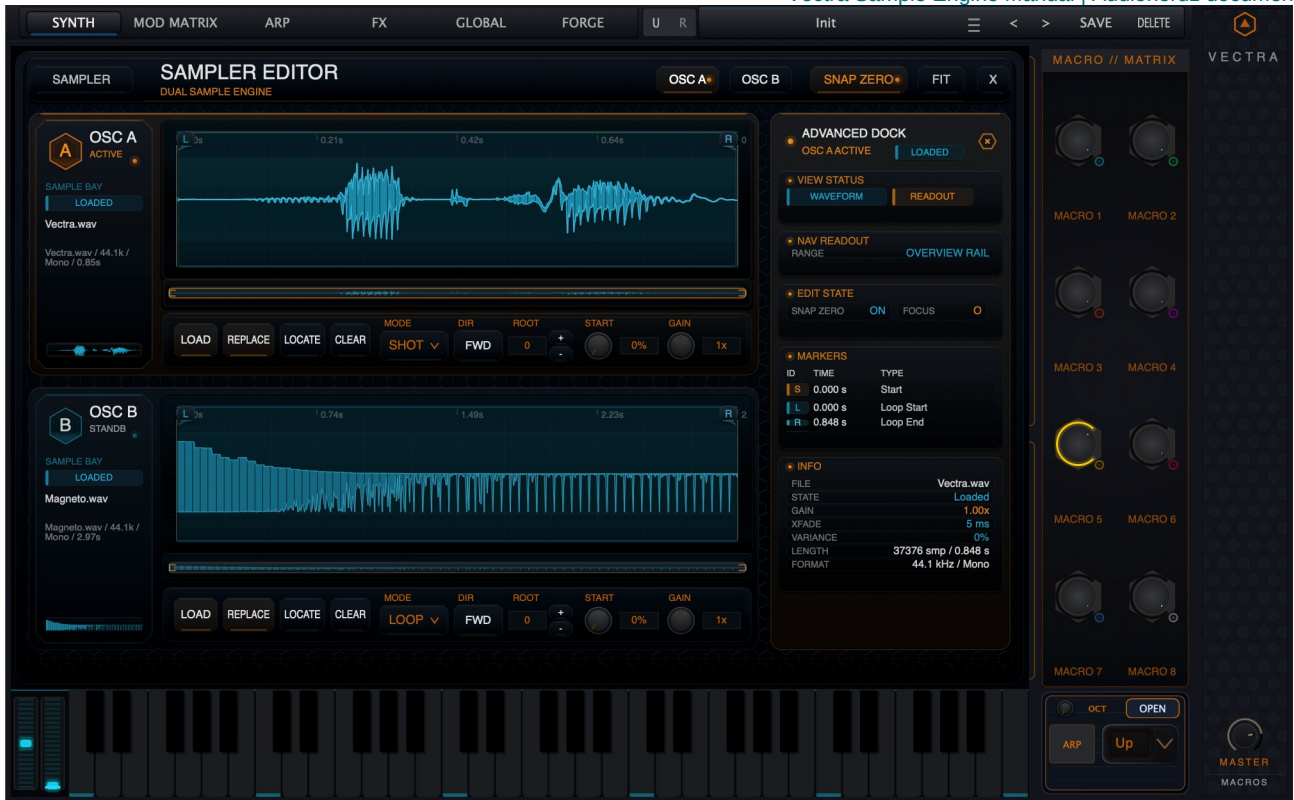 SYNTH MOD MATRIX ARP FX GLOBAL FORGE U R Init < > SAVE DELETE
VECTRA
MACRO // MATRIX
SAMPLER
SAMPLER EDITOR
DUAL SAMPLE ENGINE
OSC A OSC B SNAP ZERO FIT X
A
OSC A
ACTIVE
SAMPLE BAY
LOADED
Vectra.wav
Vectra.wav / 44.1k /
Mono / 0.85s
L 0.21s 0.42s 0.64s R 0
LOAD REPLACE LOCATE CLEAR
MODE DIR ROOT START GAIN
SHOT FWD 0 + - 0% 1x
B
OSC B
STANDB
SAMPLE BAY
LOADED
Magneto.wav
Magneto.wav / 44.1k /
Mono / 2.97s
L 0.74s 1.49s 2.23s R 2
LOAD REPLACE LOCATE CLEAR
MODE DIR ROOT START GAIN
LOOP FWD 0 + - 0% 1x
ADVANCED DOCK
OSC A ACTIVE LOADED
VIEW STATUS
WAVEFORM READOUT
NAV READOUT
RANGE OVERVIEW RAIL
EDIT STATE
SNAP ZERO ON FOCUS O
MARKERS
ID TIME TYPE
S 0.000 s Start
L 0.000 s Loop Start
R 0.848 s Loop End
INFO
FILE Vectra.wav
STATE Loaded
GAIN 1.00x
XFADE 5 ms
VARIANCE 0%
LENGTH 37376 smp / 0.848 s
FORMAT 44.1 kHz / Mono
MACRO 1 MACRO 2
MACRO 3 MACRO 4
MACRO 5 MACRO 6
MACRO 7 MACRO 8
OCT OPEN
ARP Up
MASTER
MACROS